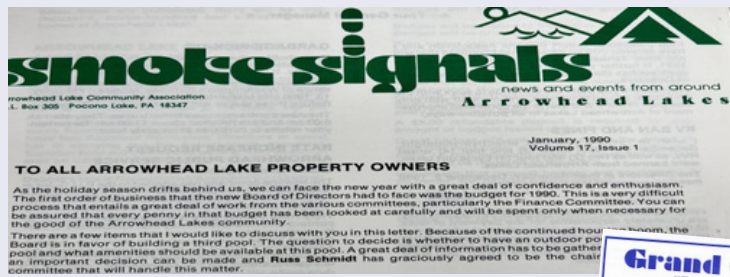 smoke signals
news and events from around
Arrowhead Lakes
rrowhead Lake Community Association
.L. Box 305 Pocono Lake, PA 18347
January, 1990
Volume 17, Issue 1
TO ALL ARROWHEAD LAKE PROPERTY OWNERS
As the holiday season drifts behind us, we can face the new year with a great deal of confidence and enthusiasm.
The first order of business that the new Board of Directors had to face was the budget for 1990. This is a very difficult
process that entails a great deal of work from the various committees, particularly the Finance Committee. You can
be assured that every penny in that budget has been looked at carefully and will be spent only when necessary for
the good of the Arrowhead Lakes community.
There are a few items that I would like to discuss with you in this letter. Because of the continued housing boom, the
Board is in favor of building a third pool. The question to decide is whether to have an outdoor
pool and what amenities should be available at this pool. A great deal of information has to be gather
an important decision can be made and Russ Schmidt has graciously agreed to be the chair
committee that will handle this matter.
Grand